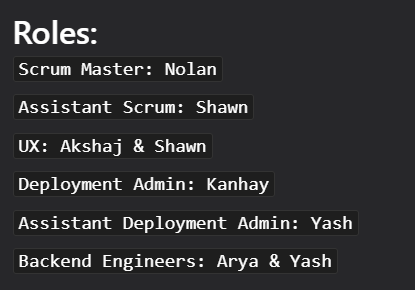 Roles:
Scrum Master: Nolan
Assistant Scrum: Shawn
UX: Akshaj & Shawn
Deployment Admin: Kanhay
Assistant Deployment Admin: Yash
Backend Engineers: Arya & Yash